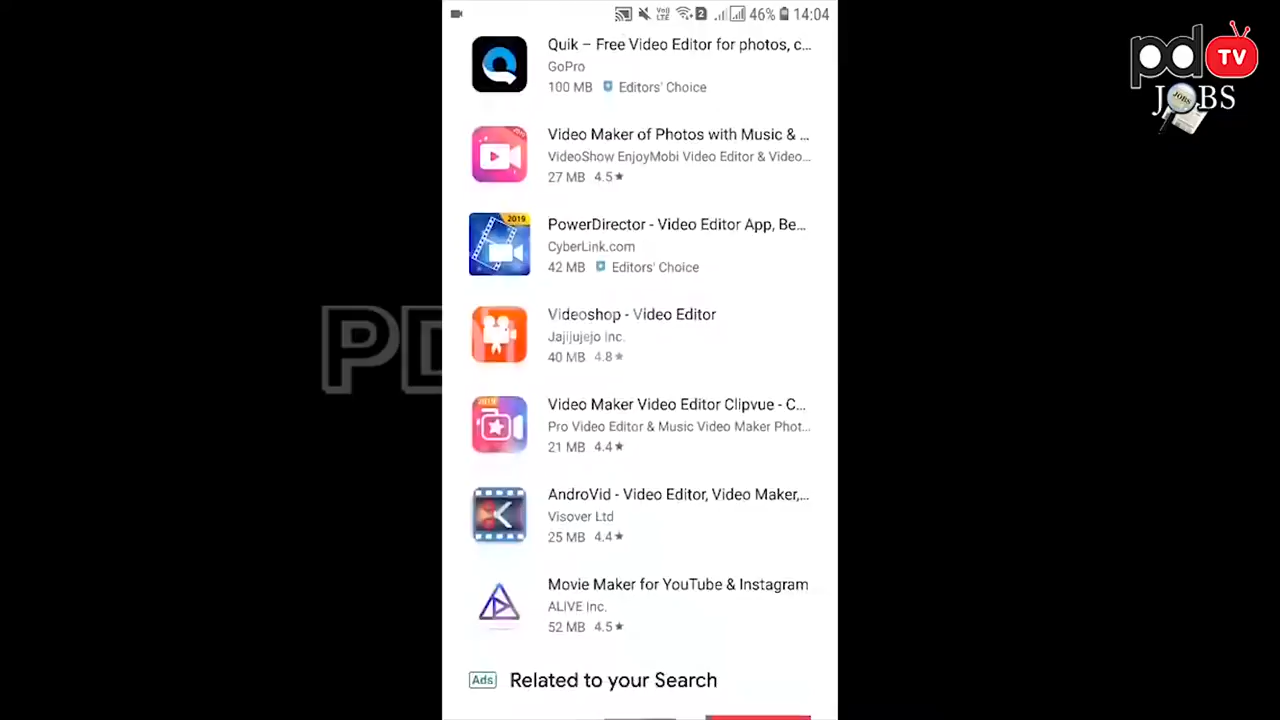 VoLTE 2 46% 14:04
Quik – Free Video Editor for photos, c...
GoPro
100 MB Editors' Choice
2019
Video Maker of Photos with Music & ...
VideoShow EnjoyMobi Video Editor & Video...
27 MB 4.5★
2019
PowerDirector - Video Editor App, Be...
CyberLink.com
42 MB Editors' Choice
Videoshop - Video Editor
Jajijujejo Inc.
40 MB 4.8★
2019
Video Maker Video Editor Clipvue - C...
Pro Video Editor & Music Video Maker Phot...
21 MB 4.4★
AndroVid - Video Editor, Video Maker,...
Visover Ltd
25 MB 4.4★
Movie Maker for YouTube & Instagram
ALIVE Inc.
52 MB 4.5★
Ads Related to your Search
pd TV
JOBS
JOBS